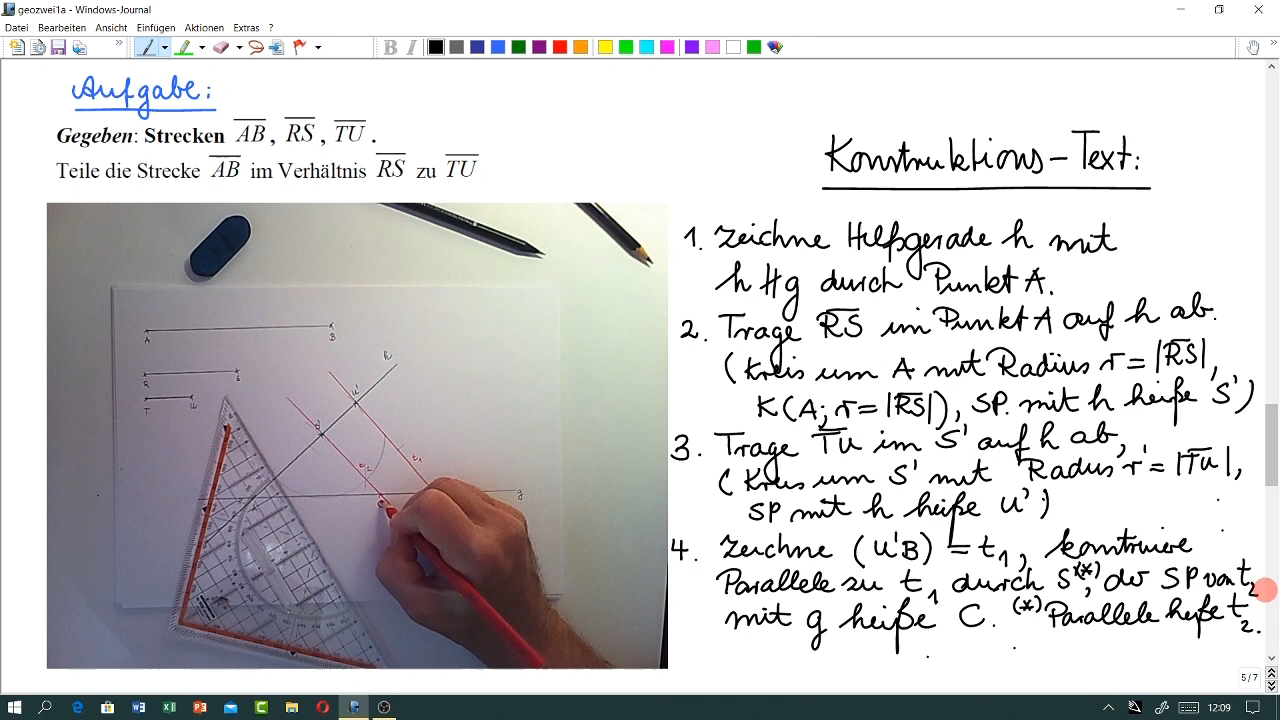 geozwei1a - Windows-Journal
Datei Bearbeiten Ansicht Einfügen Aktionen Extras ?
B I
Aufgabe:
Gegeben: Strecken AB, RS, TU.
Teile die Strecke AB im Verhältnis RS zu TU
A B
R S
T U
h
U'
S'
t2 t1
g
C
Konstruktions-Text:
1. Zeichne Hilfsgerade h mit
h ∦ g durch Punkt A.
2. Trage RS im Punkt A auf h ab.
(Kreis um A mit Radius r = |RS|,
K(A; r = |RS|), SP. mit h heiße S')
3. Trage TU im S' auf h ab,
(Kreis um S' mit Radius r' = |TU|,
SP mit h heiße U')
4. Zeichne (U'B) = t1, konstruiere
Parallele zu t1 durch S'(*), der SP von t2
mit g heiße C. (*) Parallele heiße t2.
5/7
12:09